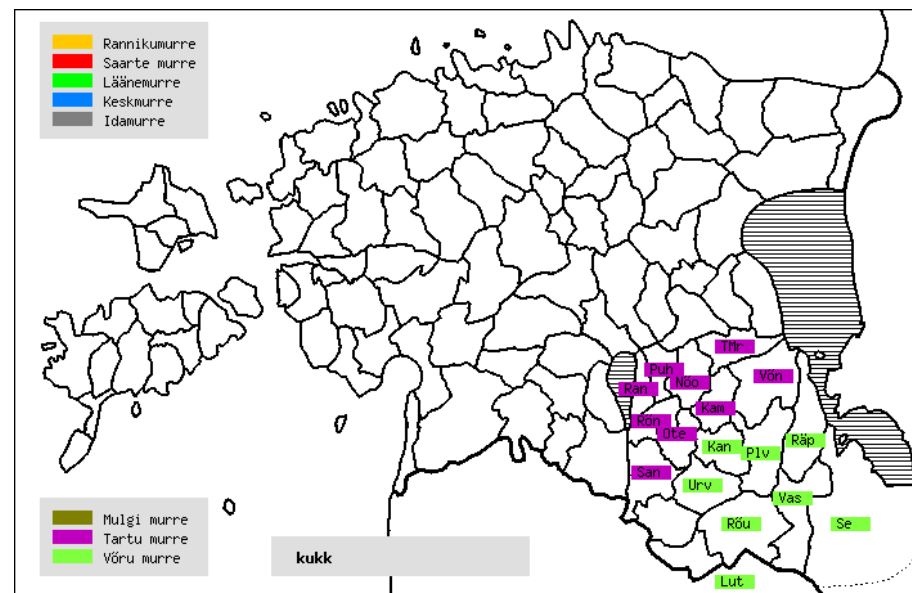 Rannikumurre
Saarte murre
Läänemurre
Keskmurre
Idamurre
TMr
Puh
Nõo
Võn
Ran
Kam
Rõn
Ote
Kan
Plv
Räp
San
Urv
Vas
Rõu
Se
Lut
Mulgi murre
Tartu murre
Võru murre
kukk